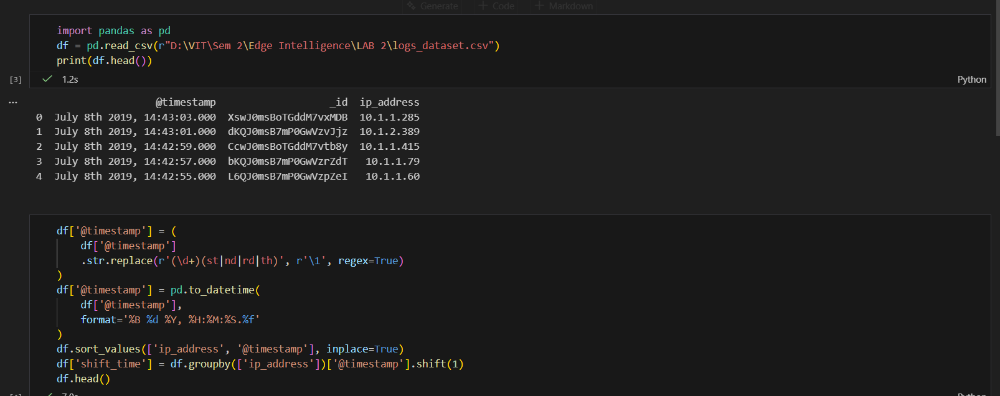 Generate + Code + Markdown
import pandas as pd
df = pd.read_csv(r"D:\VIT\Sem 2\Edge Intelligence\LAB 2\logs_dataset.csv")
print(df.head())
[3] ✓ 1.2s Python
... @timestamp _id ip_address
0 July 8th 2019, 14:43:03.000 XswJ0msBoTGddM7vxMDB 10.1.1.285
1 July 8th 2019, 14:43:01.000 dKQJ0msB7mP0GwVzvJjz 10.1.2.389
2 July 8th 2019, 14:42:59.000 CcwJ0msBoTGddM7vtb8y 10.1.1.415
3 July 8th 2019, 14:42:57.000 bKQJ0msB7mP0GwVzrZdT 10.1.1.79
4 July 8th 2019, 14:42:55.000 L6QJ0msB7mP0GwVzpZeI 10.1.1.60
df['@timestamp'] = (
df['@timestamp']
.str.replace(r'(\d+)(st|nd|rd|th)', r'\1', regex=True)
)
df['@timestamp'] = pd.to_datetime(
df['@timestamp'],
format='%B %d %Y, %H:%M:%S.%f'
)
df.sort_values(['ip_address', '@timestamp'], inplace=True)
df['shift_time'] = df.groupby(['ip_address'])['@timestamp'].shift(1)
df.head()